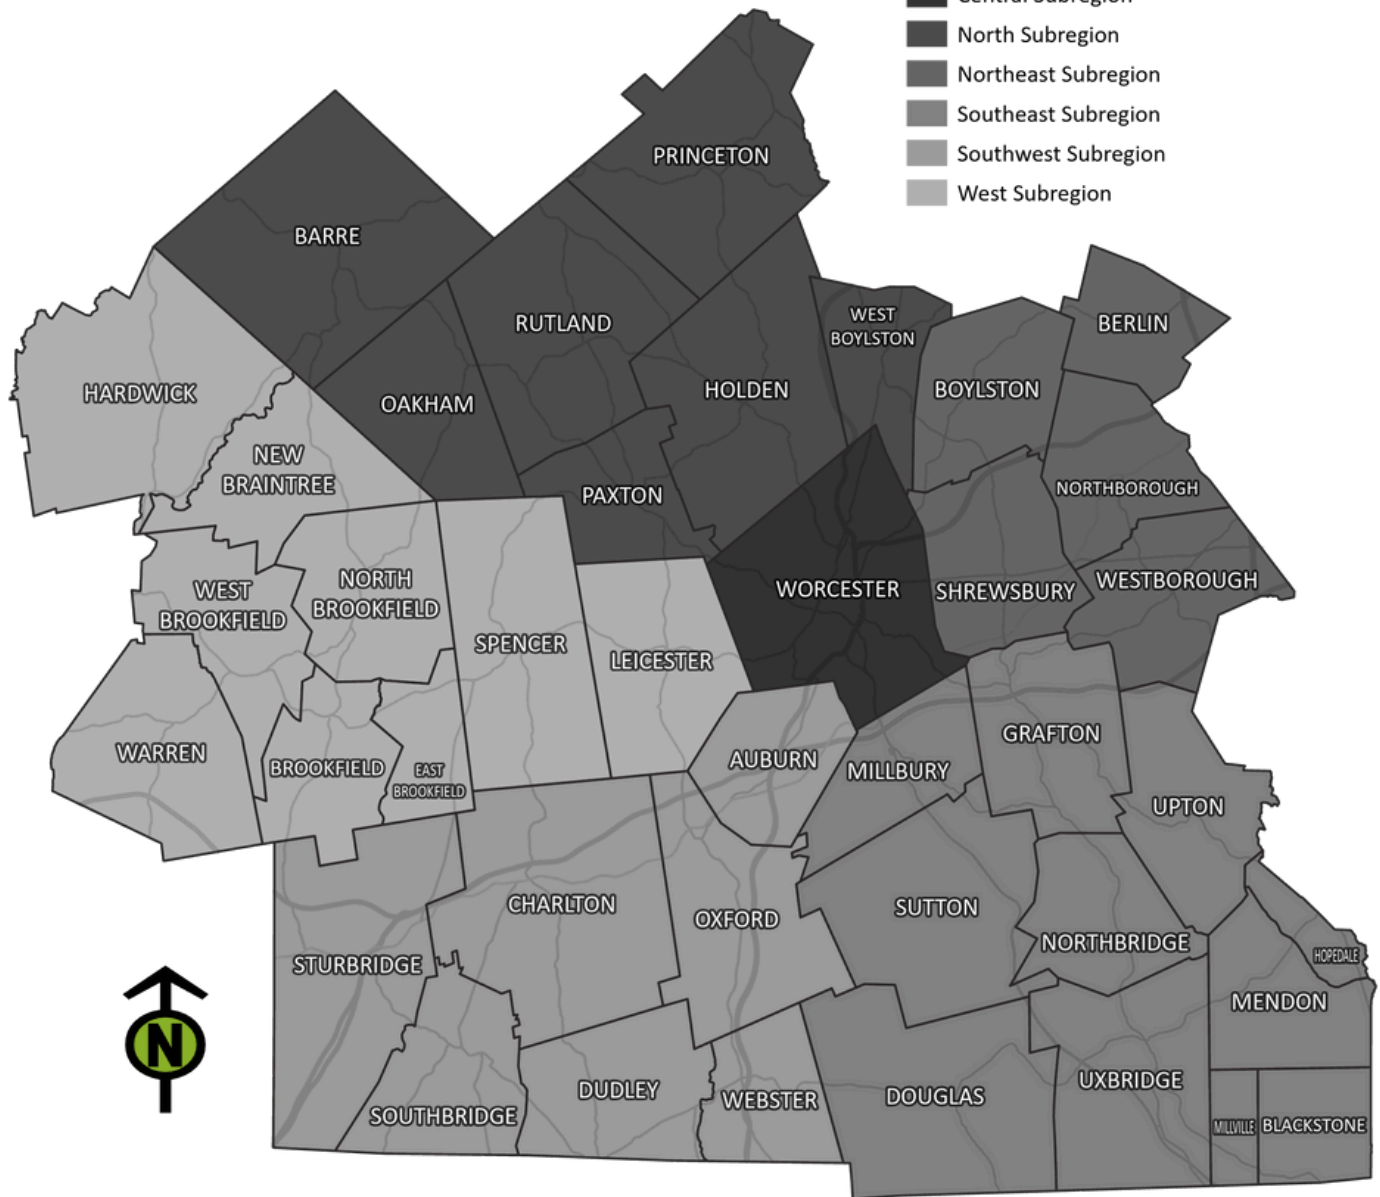 Central Subregion
North Subregion
Northeast Subregion
Southeast Subregion
Southwest Subregion
West Subregion
PRINCETON
BARRE
RUTLAND
WEST
BOYLSTON
BERLIN
HARDWICK
OAKHAM
HOLDEN
BOYLSTON
NEW
BRAINTREE
PAXTON
NORTHBOROUGH
WEST
BROOKFIELD
NORTH
BROOKFIELD
WORCESTER
SHREWSBURY
WESTBOROUGH
SPENCER
LEICESTER
WARREN
BROOKFIELD
EAST
BROOKFIELD
AUBURN
MILLBURY
GRAFTON
UPTON
CHARLTON
OXFORD
SUTTON
NORTHBRIDGE
HOPEDALE
STURBRIDGE
MENDON
N
SOUTHBRIDGE
DUDLEY
WEBSTER
DOUGLAS
UXBRIDGE
MILLVILLE
BLACKSTONE